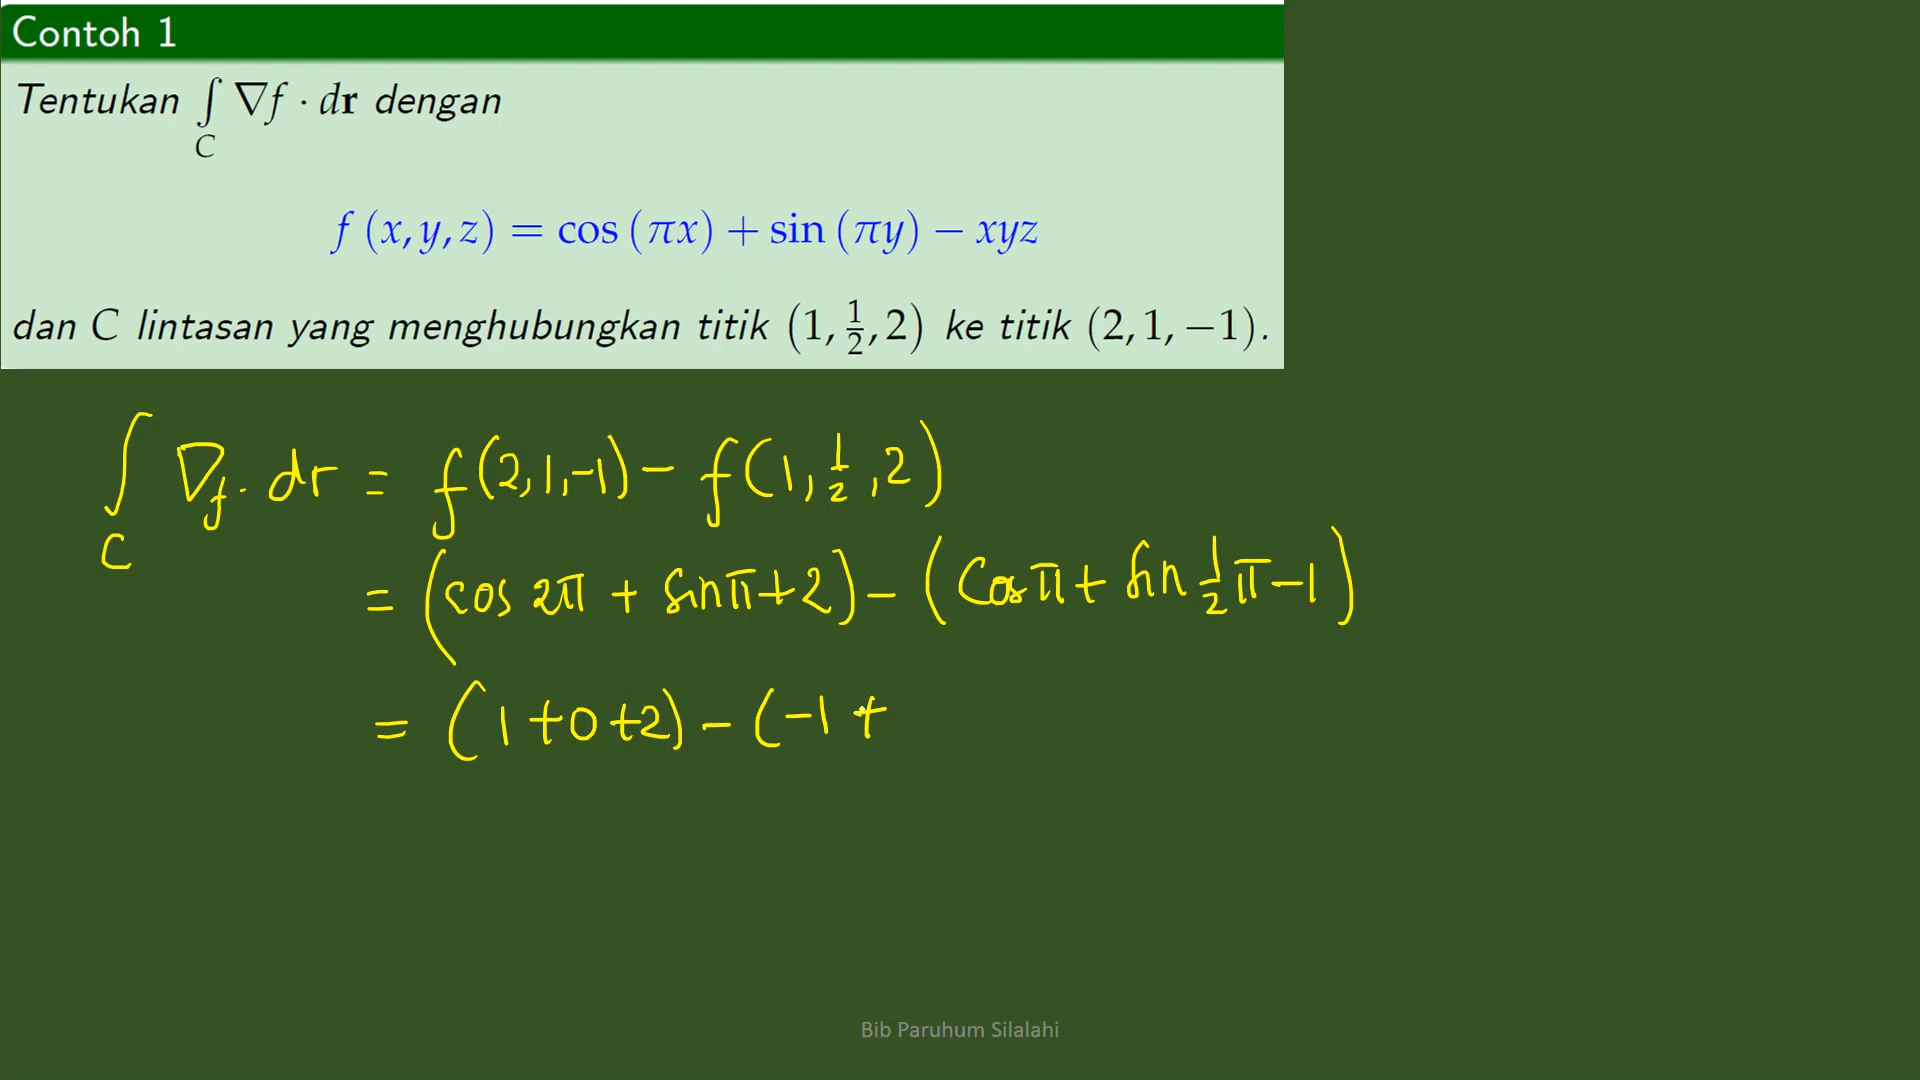 Contoh 1
Tentukan ∫ ∇f · dr dengan
C
f (x, y, z) = cos (πx) + sin (πy) − xyz
dan C lintasan yang menghubungkan titik (1, 1/2, 2) ke titik (2, 1, −1).
∫ ∇f · dr = f(2,1,-1) - f(1, 1/2, 2)
C
= (cos 2π + sin π + 2) - (cos π + sin 1/2 π - 1)
= (1+0+2) - (-1 +
Bib Paruhum Silalahi